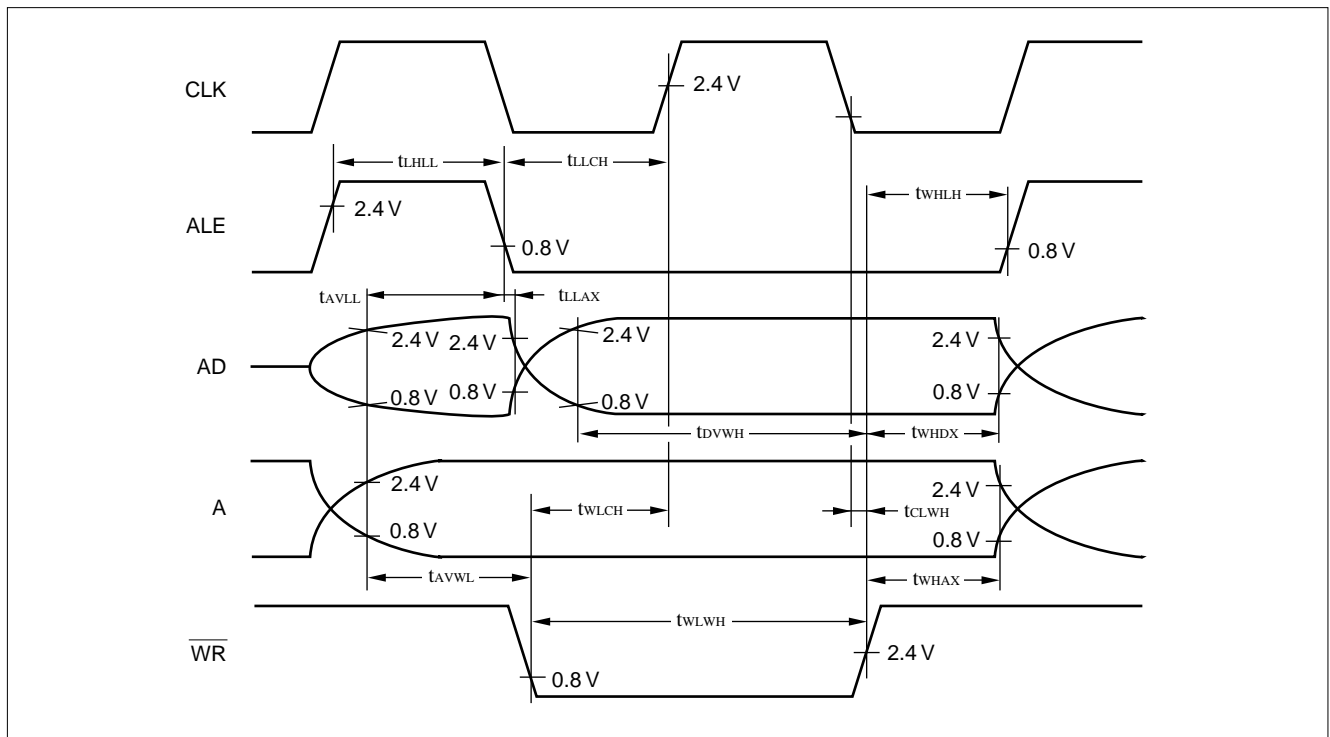 CLK
2.4 V
tLHLL
tLLCH
tWHLH
ALE
2.4 V
0.8 V
0.8 V
tAVLL
tLLAX
AD
2.4 V
2.4 V
2.4 V
2.4 V
0.8 V
0.8 V
0.8 V
0.8 V
tDVWH
tWHDX
A
2.4 V
2.4 V
tWLCH
tCLWH
0.8 V
0.8 V
tAVWL
tWHAX
tWLWH
WR
2.4 V
0.8 V